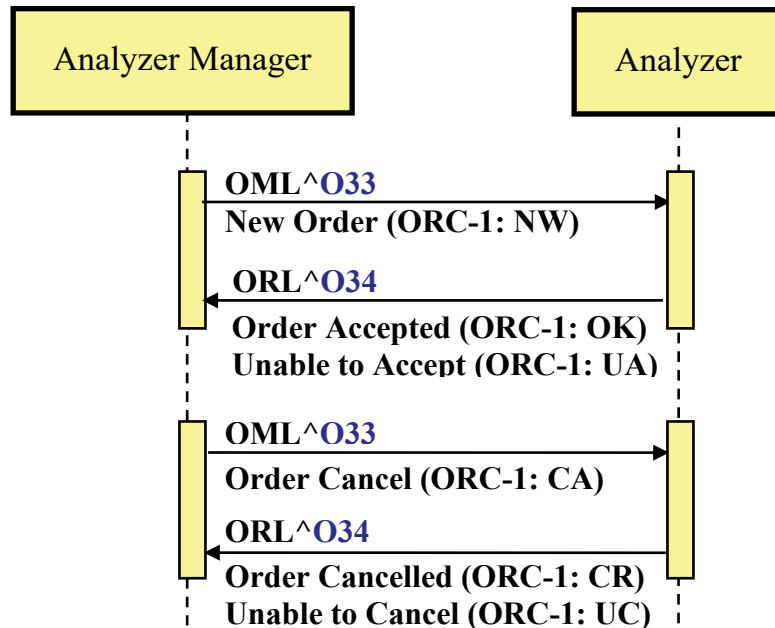 Analyzer Manager
Analyzer
OML^O33
New Order (ORC-1: NW)
ORL^O34
Order Accepted (ORC-1: OK)
Unable to Accept (ORC-1: UA)
OML^O33
Order Cancel (ORC-1: CA)
ORL^O34
Order Cancelled (ORC-1: CR)
Unable to Cancel (ORC-1: UC)